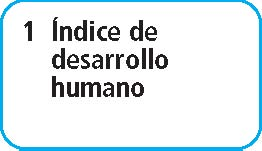 1 Índice de
desarrollo
humano